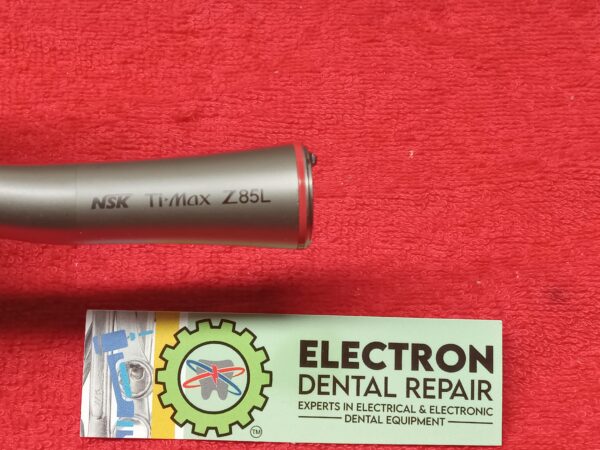 NSK Ti-Max Z85L
ELECTRON
DENTAL REPAIR
EXPERTS IN ELECTRICAL & ELECTRONIC
DENTAL EQUIPMENT
TM